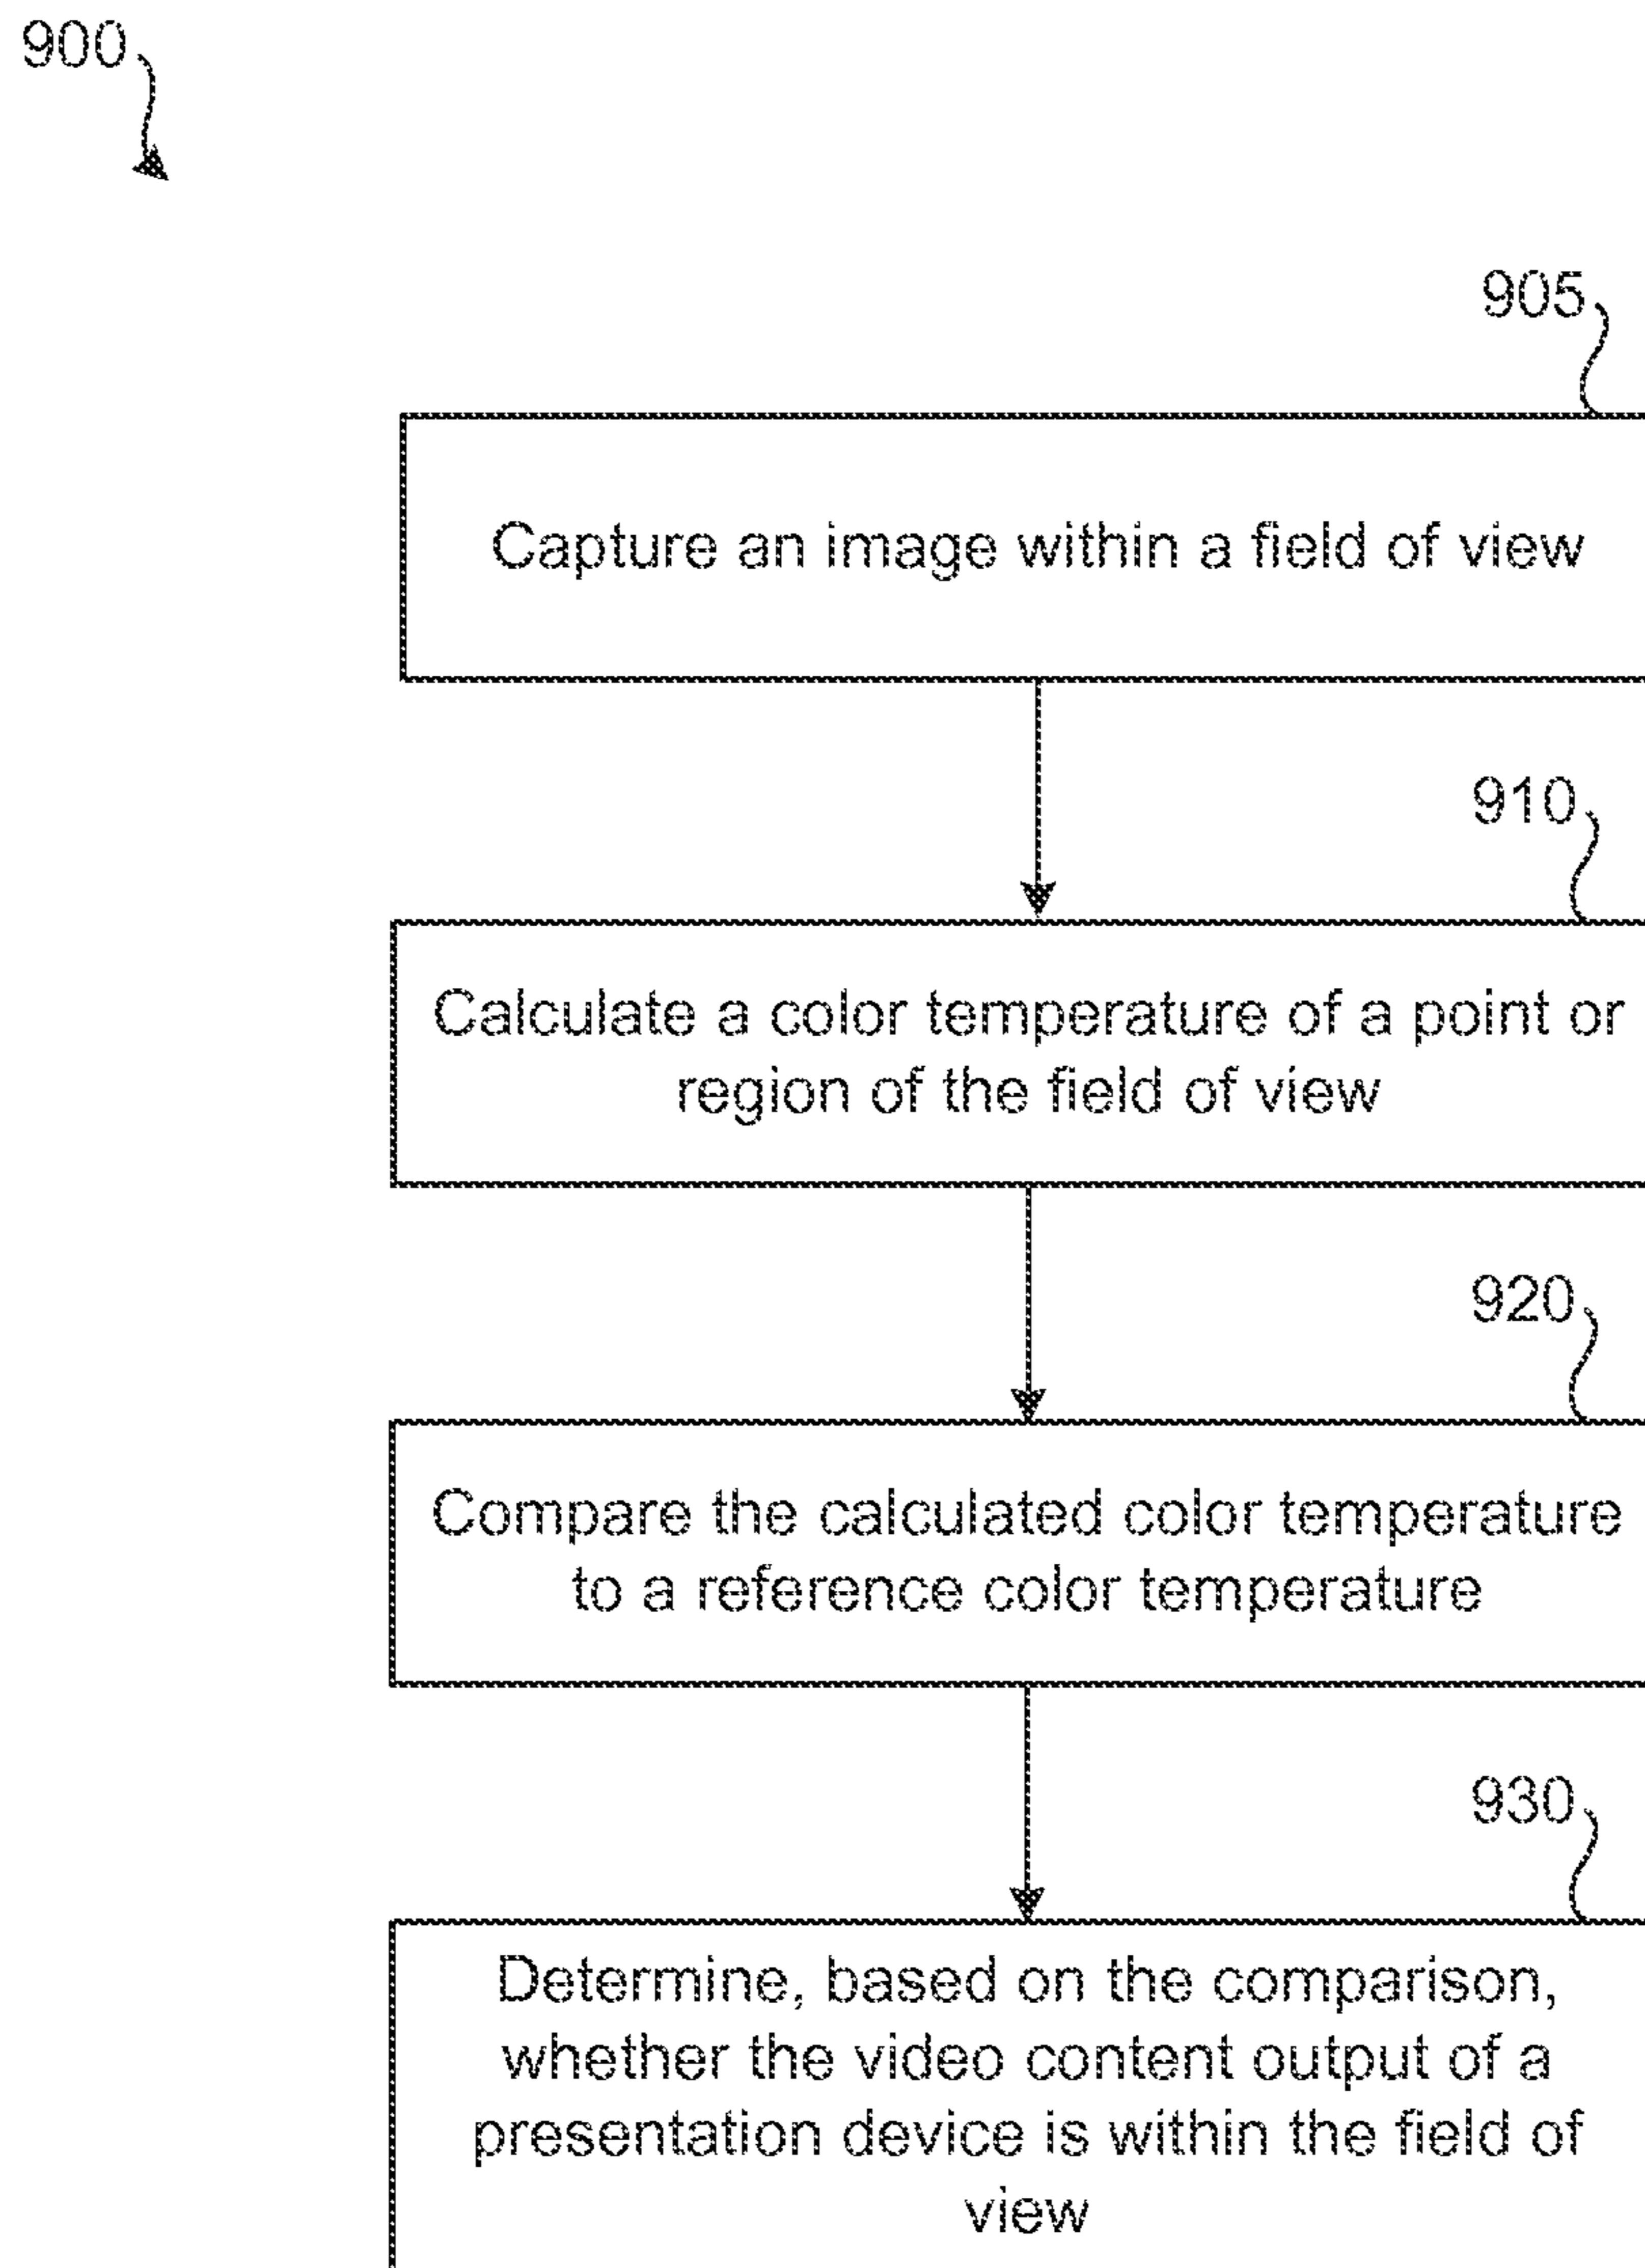 900
905
Capture an image within a field of view
910
Calculate a color temperature of a point or
region of the field of view
920
Compare the calculated color temperature
to a reference color temperature
930
Determine, based on the comparison,
whether the video content output of a
presentation device is within the field of
view